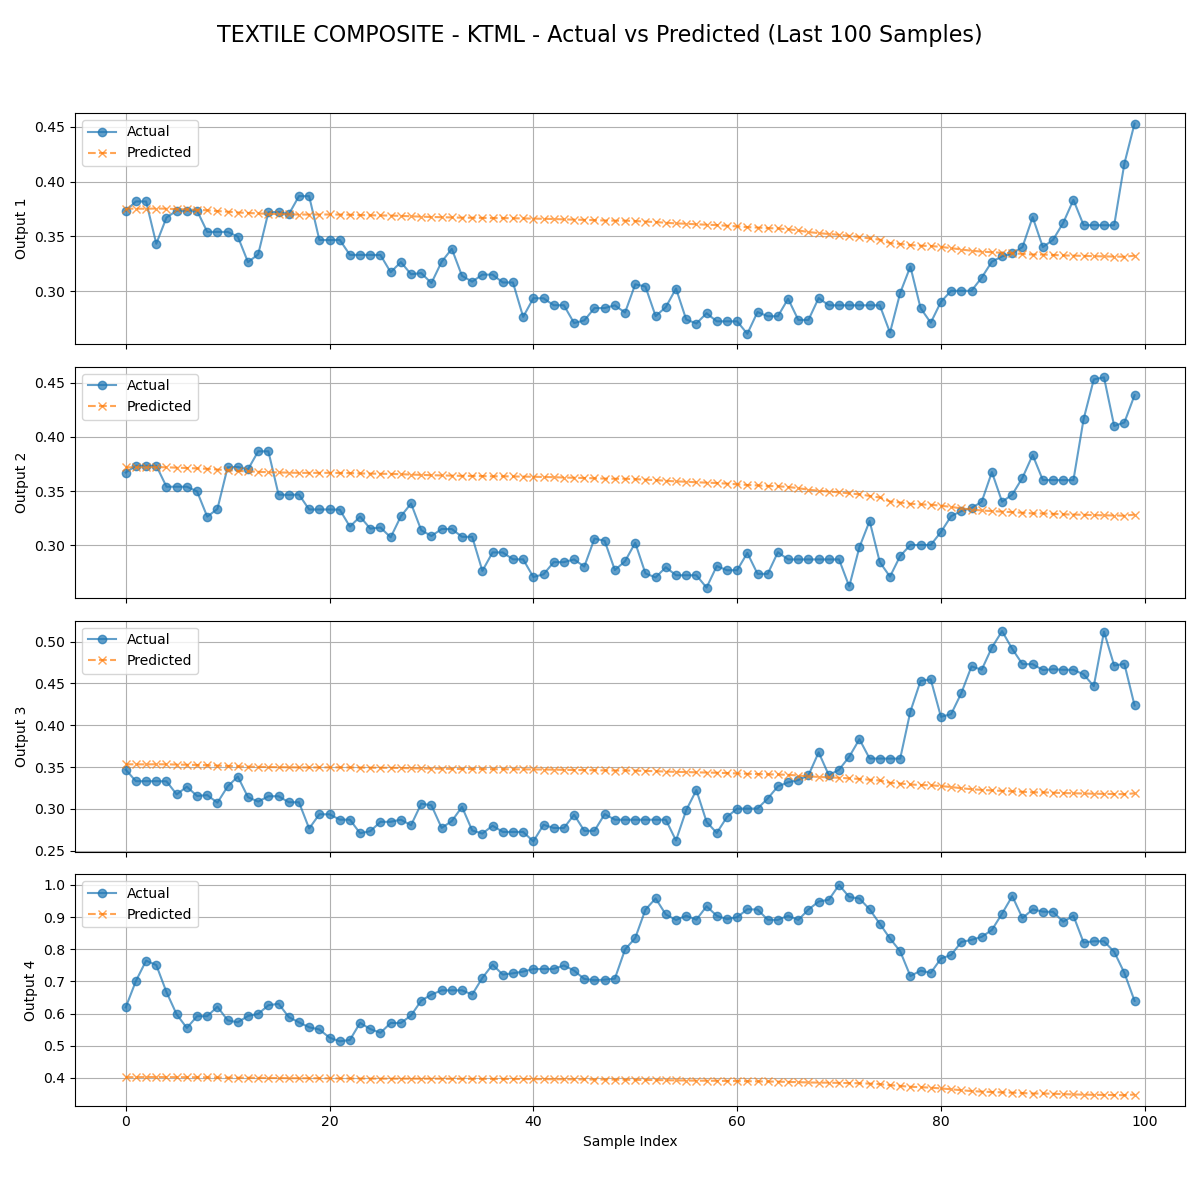 TEXTILE COMPOSITE - KTML - Actual vs Predicted (Last 100 Samples)
Output 1
0.45
0.40
0.35
0.30
Actual
Predicted
Output 2
0.45
0.40
0.35
0.30
Actual
Predicted
Output 3
0.50
0.45
0.40
0.35
0.30
0.25
Actual
Predicted
Output 4
1.0
0.9
0.8
0.7
0.6
0.5
0.4
Actual
Predicted
0 20 40 60 80 100
Sample Index